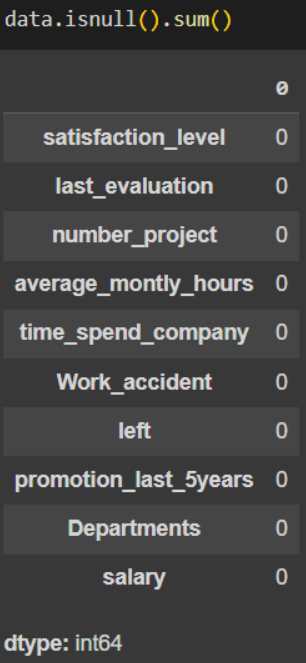 data.isnull().sum()
0
satisfaction_level 0
last_evaluation 0
number_project 0
average_montly_hours 0
time_spend_company 0
Work_accident 0
left 0
promotion_last_5years 0
Departments 0
salary 0
dtype: int64